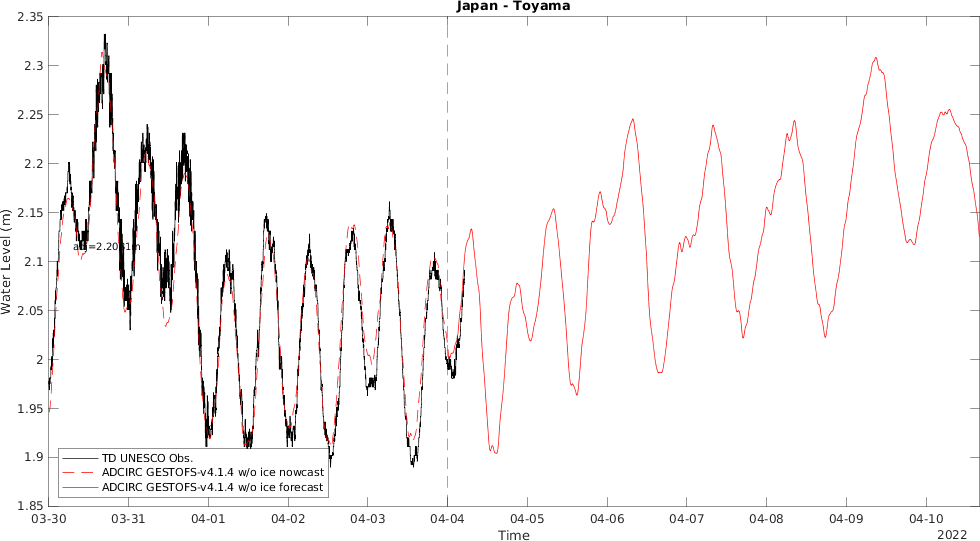 Japan - Toyama
Water Level (m)
2.35
2.3
2.25
2.2
2.15
2.1
2.05
2
1.95
1.9
1.85
TD UNESCO Obs.
ADCIRC GESTOFS-v4.1.4 w/o ice nowcast
ADCIRC GESTOFS-v4.1.4 w/o ice forecast
03-30 03-31 04-01 04-02 04-03 04-04 04-05 04-06 04-07 04-08 04-09 04-10
Time
2022